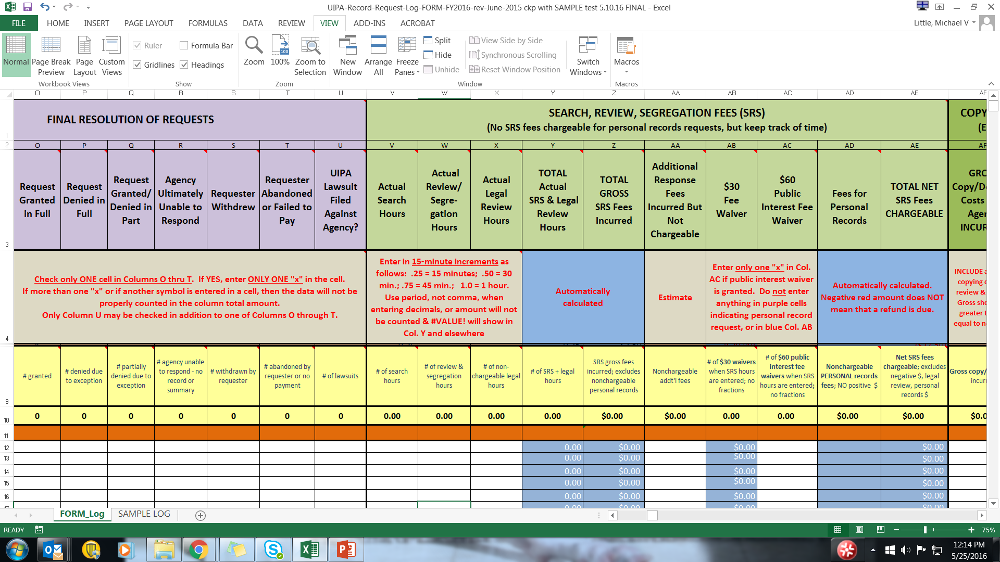 UIPA-Record-Request-Log-FORM-FY2016-rev-June-2015 ckp with SAMPLE test 5.10.16 FINAL - Excel
FILE HOME INSERT PAGE LAYOUT FORMULAS DATA REVIEW VIEW ADD-INS ACROBAT
Little, Michael V
Normal
Page Break
Preview
Page
Layout
Custom
Views
Workbook Views
Ruler
Formula Bar
Gridlines
Headings
Show
Zoom
100
100%
Zoom to
Selection
Zoom
New
Window
Arrange
All
Freeze
Panes
Split
Hide
Unhide
View Side by Side
Synchronous Scrolling
Reset Window Position
Switch
Windows
Window
Macros
Macros
O P Q R S T U V W X Y Z AA AB AC AD AE AF
1
FINAL RESOLUTION OF REQUESTS
SEARCH, REVIEW, SEGREGATION FEES (SRS)
(No SRS fees chargeable for personal records requests, but keep track of time)
COPY
(E
2 O P Q R S T U V W X Y Z AA AB AC AD AE AF
3
Request
Granted
in Full
Request
Denied in
Full
Request
Granted/
Denied in
Part
Agency
Ultimately
Unable to
Respond
Requester
Withdrew
Requester
Abandoned
or Failed to
Pay
UIPA
Lawsuit
Filed
Against
Agency?
Actual
Search
Hours
Actual
Review/
Segre-
gation
Hours
Actual
Legal
Review
Hours
TOTAL
Actual
SRS & Legal
Review
Hours
TOTAL
GROSS
SRS Fees
Incurred
Additional
Response
Fees
Incurred But
Not
Chargeable
$30
Fee
Waiver
$60
Public
Interest Fee
Waiver
Fees for
Personal
Records
TOTAL NET
SRS Fees
CHARGEABLE
GRO
Copy/De
Costs
Agen
INCUR
4
Check only ONE cell in Columns O thru T. If YES, enter ONLY ONE "x" in the cell.
If more than one "x" or if another symbol is entered in a cell, then the data will not be
properly counted in the column total amount.
Only Column U may be checked in addition to one of Columns O through T.
Enter in 15-minute increments as
follows: .25 = 15 minutes; .50 = 30
min.; .75 = 45 min.; 1.0 = 1 hour.
Use period, not comma, when
entering decimals, or amount will not
be counted & #VALUE! will show in
Col. Y and elsewhere
Automatically
calculated
Estimate
Enter only one "x" in Col.
AC if public interest waiver
is granted. Do not enter
anything in purple cells
indicating personal record
request, or in blue Col. AB
Automatically calculated.
Negative red amount does NOT
mean that a refund is due.
INCLUDE a
copying c
review &
Gross sho
greater t
equal to n
9
# granted
# denied due
to exception
# partially
denied due to
exception
# agency unable
to respond - no
record or
summary
# withdrawn by
requester
# abandoned by
requester or no
payment
# of lawsuits
# of search
hours
# of review &
segregation
hours
# of non-
chargeable legal
hours
# of SRS + legal
hours
SRS gross fees
incurred; excludes
nonchargeable
personal records
Nonchargeable
addt'l fees
# of $30 waivers
when SRS hours
are entered; no
fractions
# of $60 public
interest fee
waivers when SRS
hours are entered;
no fractions
Nonchargeable
PERSONAL records
fees; NO positive $
Net SRS fees
chargeable; excludes
negative $, legal
review, personal
records $
Gross copy/
incurr
10 0 0 0 0 0 0 0 0.00 0.00 0.00 0.00 $0.00 $0.00 0.00 0.00 $0.00 $0.00 $0.0
11
12 0.00 $0.00 $0.00 $0.00
13 0.00 $0.00 $0.00 $0.00
14 0.00 $0.00 $0.00 $0.00
15 0.00 $0.00 $0.00 $0.00
16 0.00 $0.00 $0.00 $0.00
17 0.00 $0.00 $0.00 $0.00
FORM_Log SAMPLE LOG
READY
75%
12:14 PM
5/25/2016